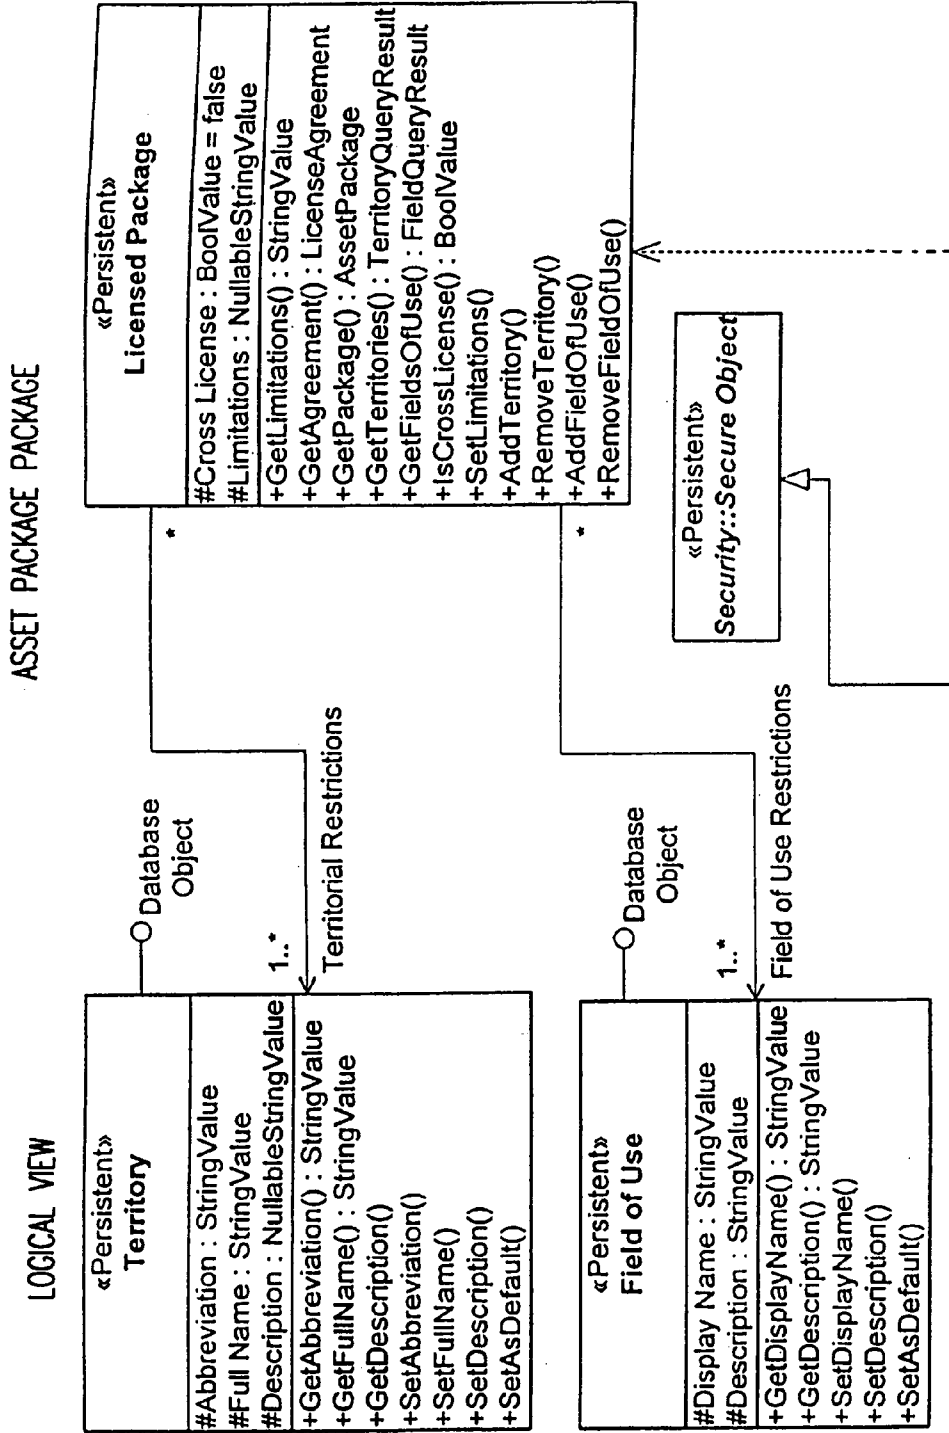 LOGICAL VIEW
ASSET PACKAGE PACKAGE
«Persistent»
Territory
#Abbreviation : StringValue
#Full Name : StringValue
#Description : NullableStringValue
+GetAbbreviation() : StringValue
+GetFullName() : StringValue
+GetDescription()
+SetAbbreviation()
+SetFullName()
+SetDescription()
+SetAsDefault()
Database
Object
1..*
Territorial Restrictions
*
«Persistent»
Licensed Package
#Cross License : BoolValue = false
#Limitations : NullableStringValue
+GetLimitations() : StringValue
+GetAgreement() : LicenseAgreement
+GetPackage() : AssetPackage
+GetTerritories() : TerritoryQueryResult
+GetFieldsOfUse() : FieldQueryResult
+IsCrossLicense() : BoolValue
+SetLimitations()
+AddTerritory()
+RemoveTerritory()
+AddFieldOfUse()
+RemoveFieldOfUse()
*
«Persistent»
Field of Use
#Display Name : StringValue
#Description : StringValue
+GetDisplayName() : StringValue
+GetDescription() : StringValue
+SetDisplayName()
+SetDescription()
+SetAsDefault()
Database
Object
1..*
Field of Use Restrictions
«Persistent»
Security::Secure Object